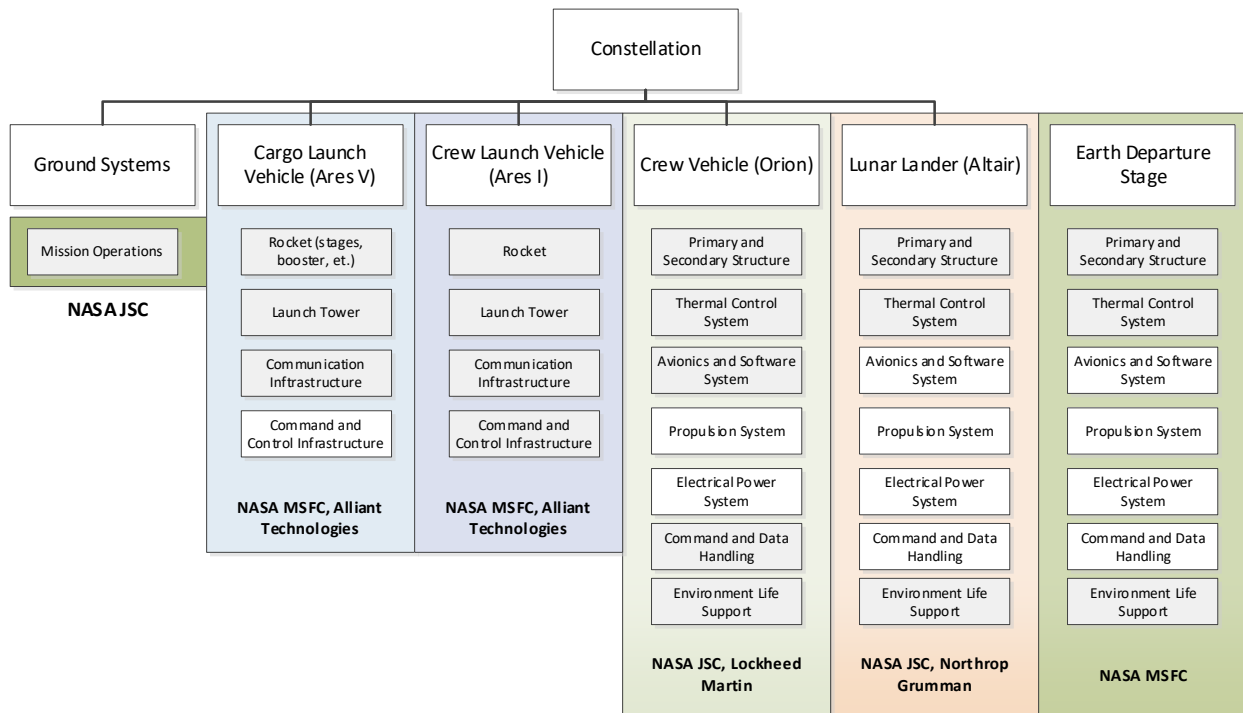 Constellation
Ground Systems
Cargo Launch
Vehicle (Ares V)
Crew Launch Vehicle
(Ares I)
Crew Vehicle (Orion)
Lunar Lander (Altair)
Earth Departure
Stage
Mission Operations
NASA JSC
Rocket (stages,
booster, et.)
Launch Tower
Communication
Inftrastructure
Command and
Control Infrastructure
NASA MSFC, Alliant
Technologies
Rocket
Launch Tower
Communication
Inftrastructure
Command and
Control Infrastructure
NASA MSFC, Alliant
Technologies
Primary and
Secondary Structure
Thermal Control
System
Avionics and Software
System
Propulsion System
Electrical Power
System
Command and Data
Handling
Environment Life
Support
NASA JSC, Lockheed
Martin
Primary and
Secondary Structure
Thermal Control
System
Avionics and Software
System
Propulsion System
Electrical Power
System
Command and Data
Handling
Environment Life
Support
NASA JSC, Northrop
Grumman
Primary and
Secondary Structure
Thermal Control
System
Avionics and Software
System
Propulsion System
Electrical Power
System
Command and Data
Handling
Environment Life
Support
NASA MSFC